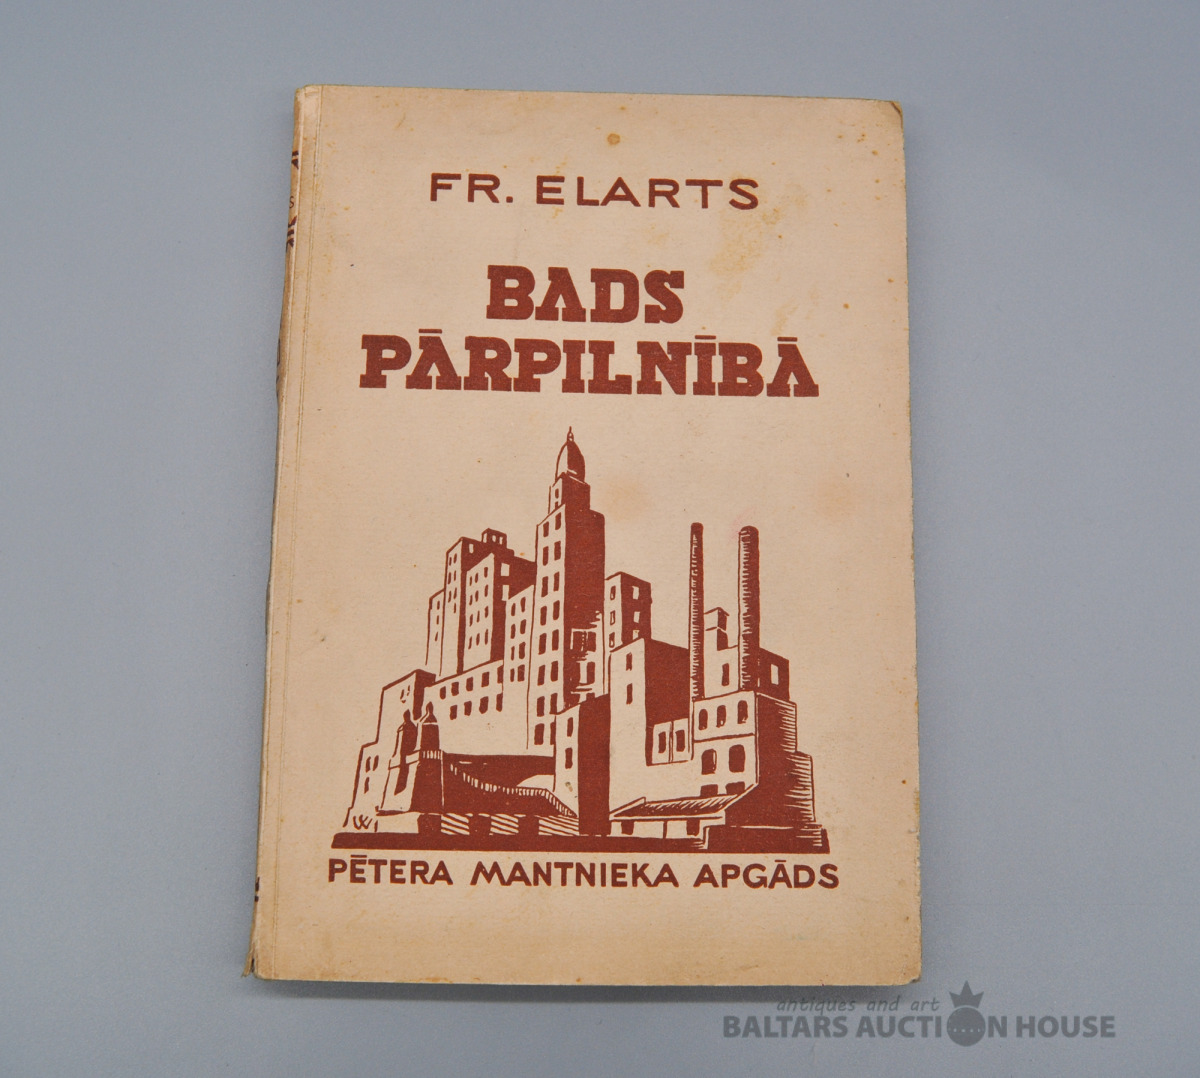 FR. ELARTS
BADS
PĀRPILNĪBĀ
PĒTERA MANTNIEKA APGĀDS
antiques and art
BALTARS AUCTION HOUSE